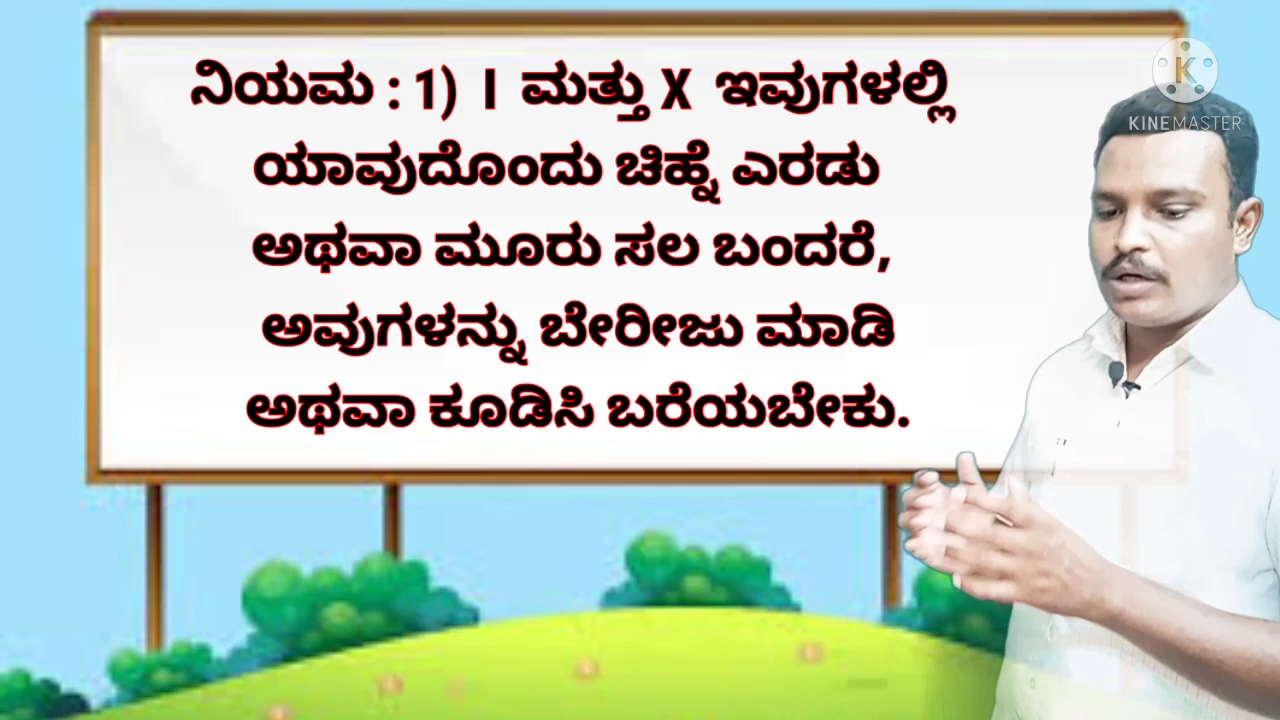 ನಿಯಮ : 1) I ಮತ್ತು X ಇವುಗಳಲ್ಲಿ
ಯಾವುದೊಂದು ಚಿಹ್ನೆ ಎರಡು
ಅಥವಾ ಮೂರು ಸಲ ಬಂದರೆ,
ಅವುಗಳನ್ನು ಬೇರೀಜು ಮಾಡಿ
ಅಥವಾ ಕೂಡಿಸಿ ಬರೆಯಬೇಕು.
K
KINEMASTER